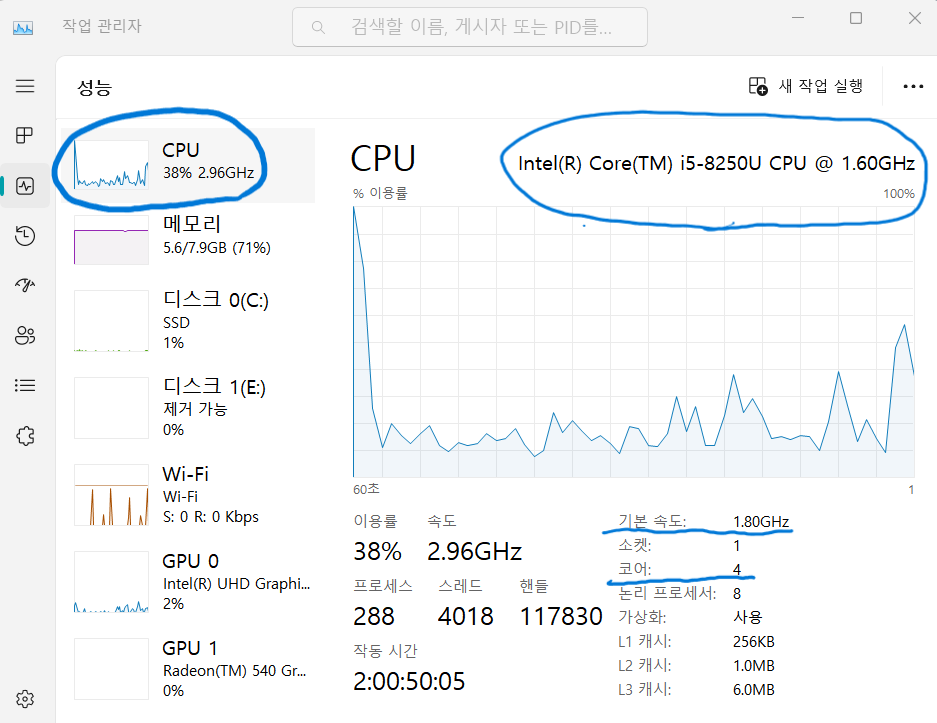 작업 관리자
검색할 이름, 게시자 또는 PID를...
성능
새 작업 실행
CPU
38% 2.96GHz
메모리
5.6/7.9GB (71%)
디스크 0(C:)
SSD
1%
디스크 1(E:)
제거 가능
0%
Wi-Fi
Wi-Fi
S: 0 R: 0 Kbps
GPU 0
Intel(R) UHD Graphi...
2%
GPU 1
Radeon(TM) 540 Gr...
0%
CPU
Intel(R) Core(TM) i5-8250U CPU @ 1.60GHz
% 이용률
100%
60초
1
이용률 속도
38% 2.96GHz
프로세스 스레드 핸들
288 4018 117830
작동 시간
2:00:50:05
기본 속도: 1.80GHz
소켓: 1
코어: 4
논리 프로세서: 8
가상화: 사용
L1 캐시: 256KB
L2 캐시: 1.0MB
L3 캐시: 6.0MB